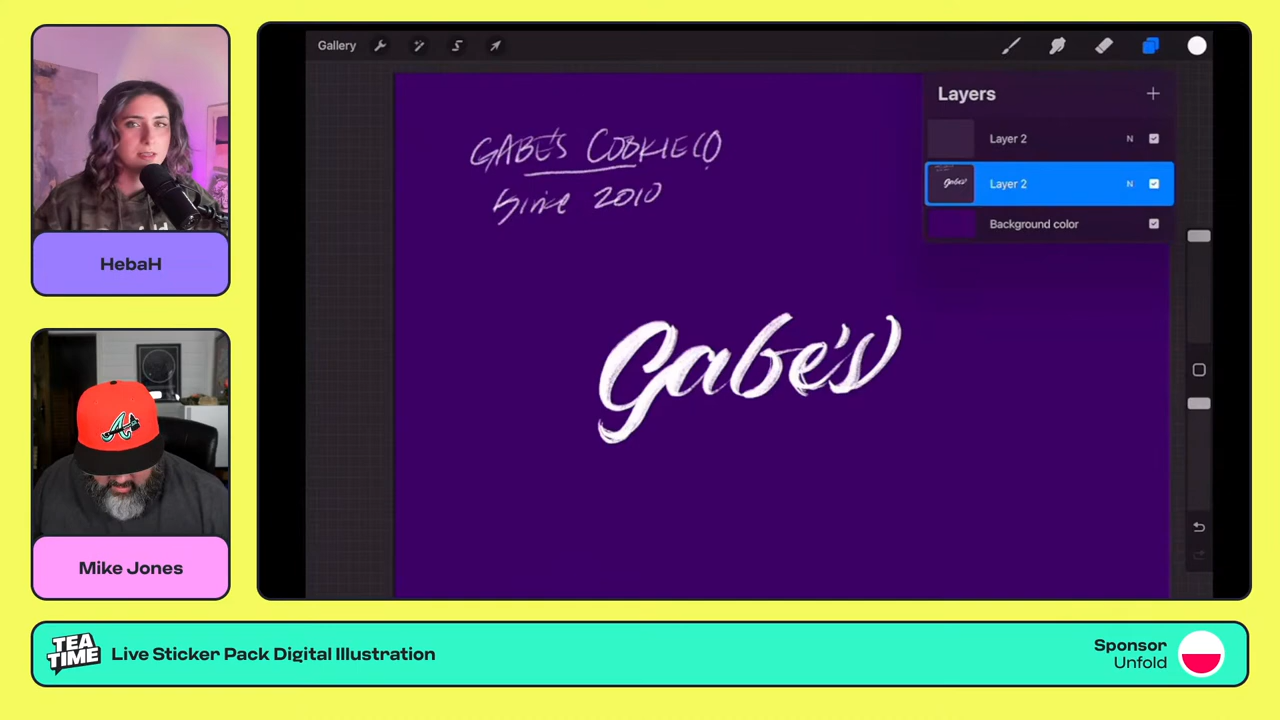 HebaH
Mike Jones
Gallery
GABE'S COOKIE CO
Since 2010
Gabe's
Layers
Layer 2
N
Layer 2
N
Background color
TEA TIME
Live Sticker Pack Digital Illustration
Sponsor
Unfold